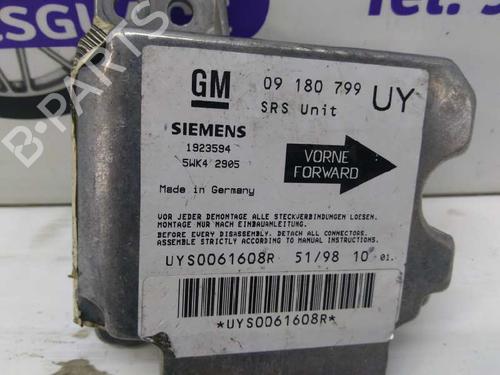 GM
09 180 799 UY
SRS Unit
SIEMENS
1923594
5WK4 2905
Made in Germany
VORNE
FORWARD
VOR JEDER DEMONTAGE ALLE STECKVERBINDUNGEN LOESEN.
MONTAGE NUR NACH EINBAUANLEITUNG.
BEFORE EVERY DISASSEMBLY. DETACH ALL CONNECTORS.
ASSEMBLE STRICTLY ACCORDING TO MANUAL INSTRUCTIONS.
UYS0061608R 51/98 10 01.
*UYS0061608R*
B-PARTS